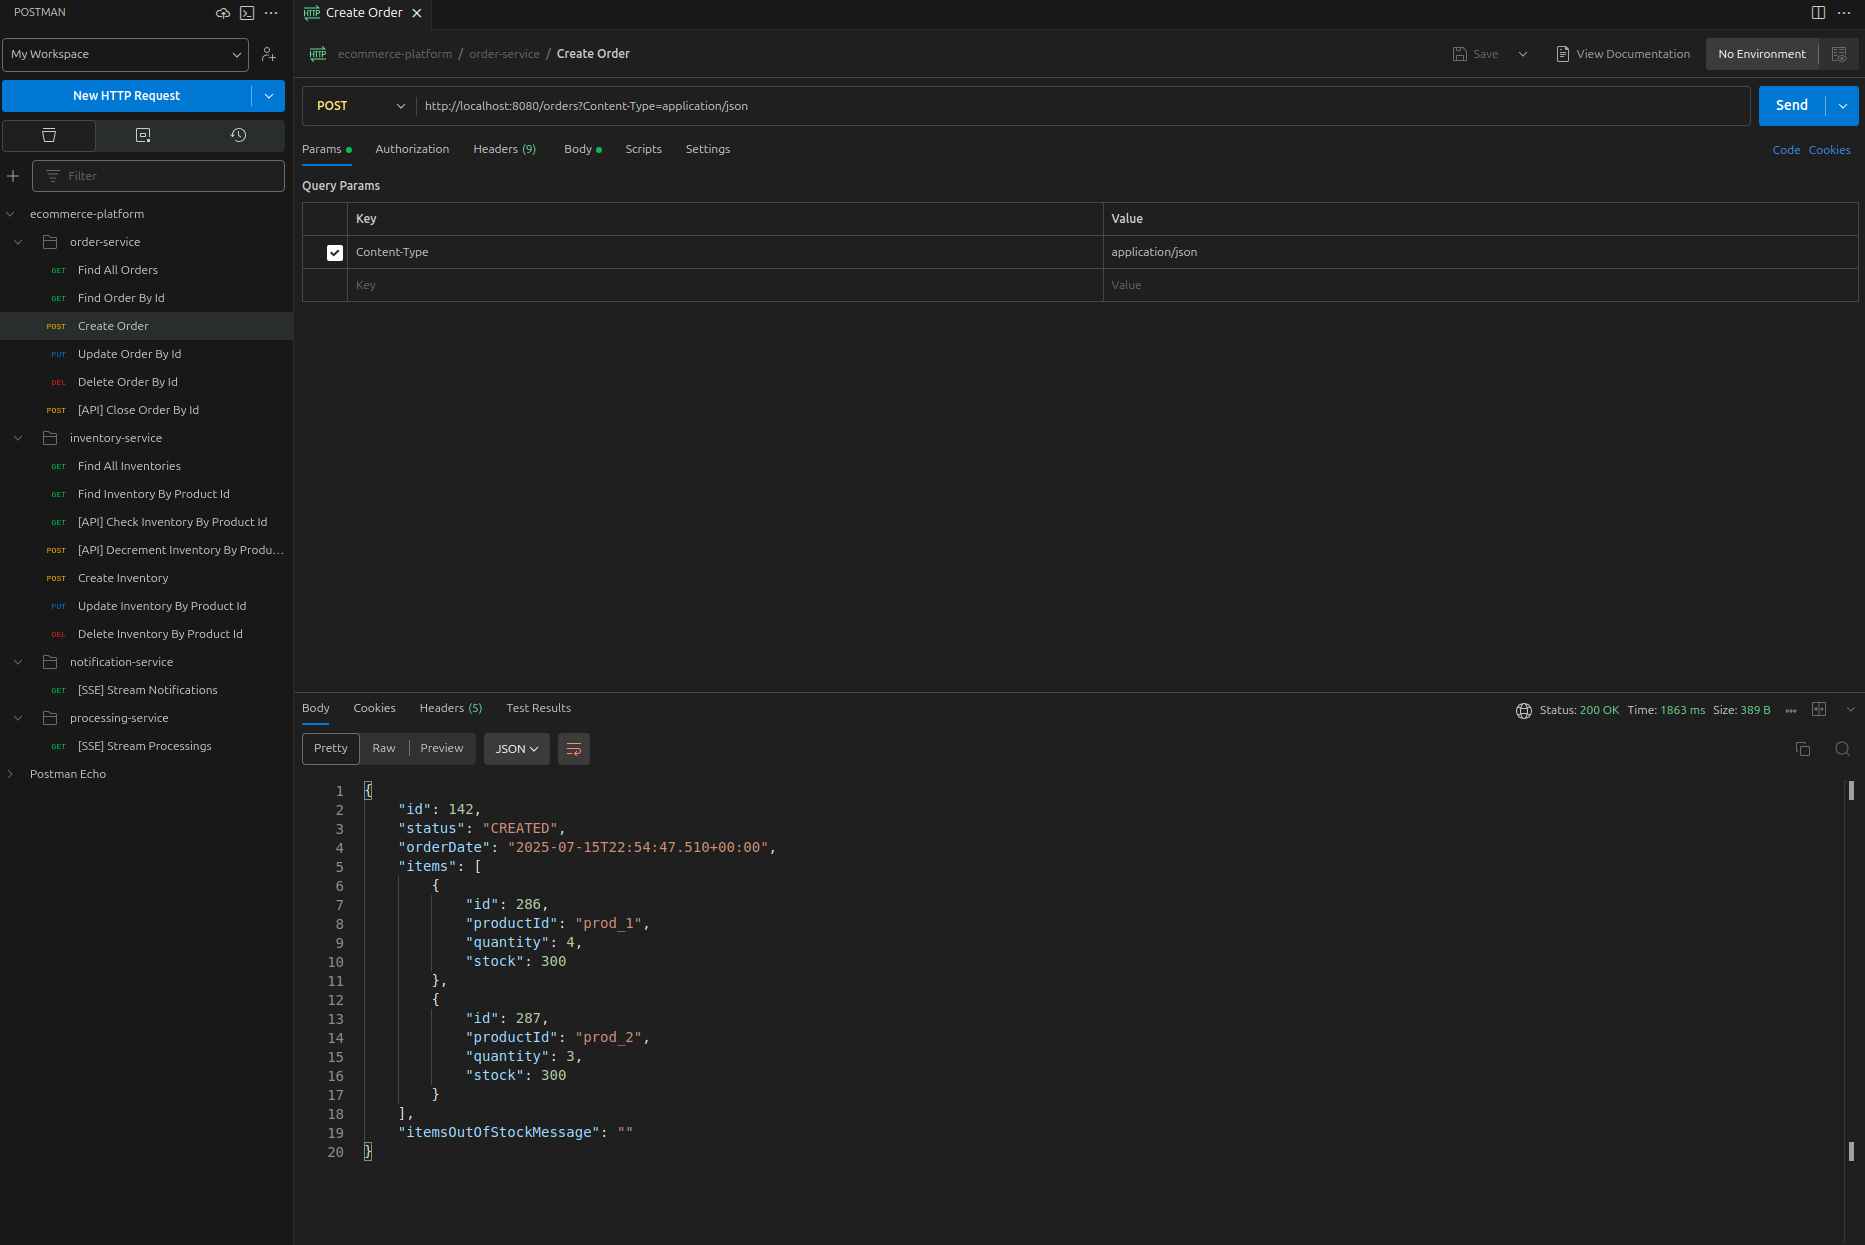 POSTMAN
My Workspace
New HTTP Request
Filter
ecommerce-platform
order-service
GET Find All Orders
GET Find Order By Id
POST Create Order
PUT Update Order By Id
DEL Delete Order By Id
POST [API] Close Order By Id
inventory-service
GET Find All Inventories
GET Find Inventory By Product Id
GET [API] Check Inventory By Product Id
POST [API] Decrement Inventory By Produ...
POST Create Inventory
PUT Update Inventory By Product Id
DEL Delete Inventory By Product Id
notification-service
GET [SSE] Stream Notifications
processing-service
GET [SSE] Stream Processings
Postman Echo
HTTP Create Order
HTTP ecommerce-platform / order-service / Create Order
Save View Documentation No Environment
POST http://localhost:8080/orders?Content-Type=application/json Send
Params Authorization Headers (9) Body Scripts Settings Code Cookies
Query Params
Key Value
Content-Type application/json
Key Value
Body Cookies Headers (5) Test Results Status: 200 OK Time: 1863 ms Size: 389 B
Pretty Raw Preview JSON
1 {
2 "id": 142,
3 "status": "CREATED",
4 "orderDate": "2025-07-15T22:54:47.510+00:00",
5 "items": [
6 {
7 "id": 286,
8 "productId": "prod_1",
9 "quantity": 4,
10 "stock": 300
11 },
12 {
13 "id": 287,
14 "productId": "prod_2",
15 "quantity": 3,
16 "stock": 300
17 }
18 ],
19 "itemsOutOfStockMessage": ""
20 }